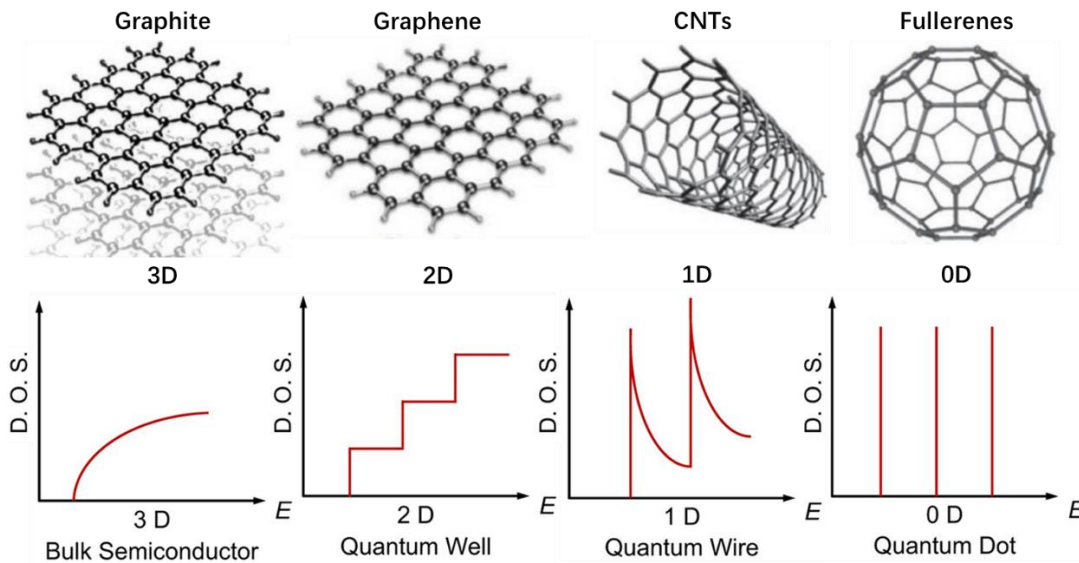 Graphite
Graphene
CNTs
Fullerenes
3D
2D
1D
0D
D. O. S.
D. O. S.
D. O. S.
D. O. S.
3 D
E
2 D
E
1 D
E
0 D
E
Bulk Semiconductor
Quantum Well
Quantum Wire
Quantum Dot